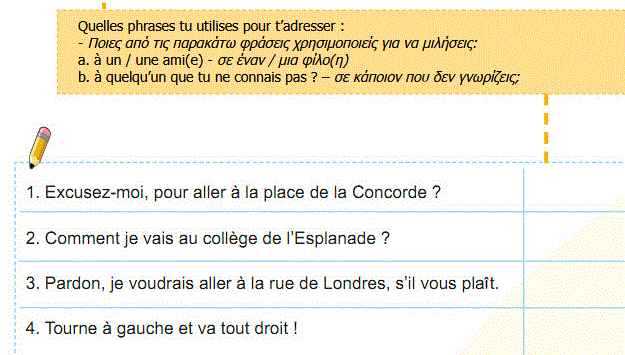 Quelles phrases tu utilises pour t’adresser :
- Ποιες από τις παρακάτω φράσεις χρησιμοποιείς για να μιλήσεις:
a. à un / une ami(e) - σε έναν / μια φίλο(η)
b. à quelqu’un que tu ne connais pas ? – σε κάποιον που δεν γνωρίζεις;
1. Excusez-moi, pour aller à la place de la Concorde ?
2. Comment je vais au collège de l’Esplanade ?
3. Pardon, je voudrais aller à la rue de Londres, s’il vous plaît.
4. Tourne à gauche et va tout droit !